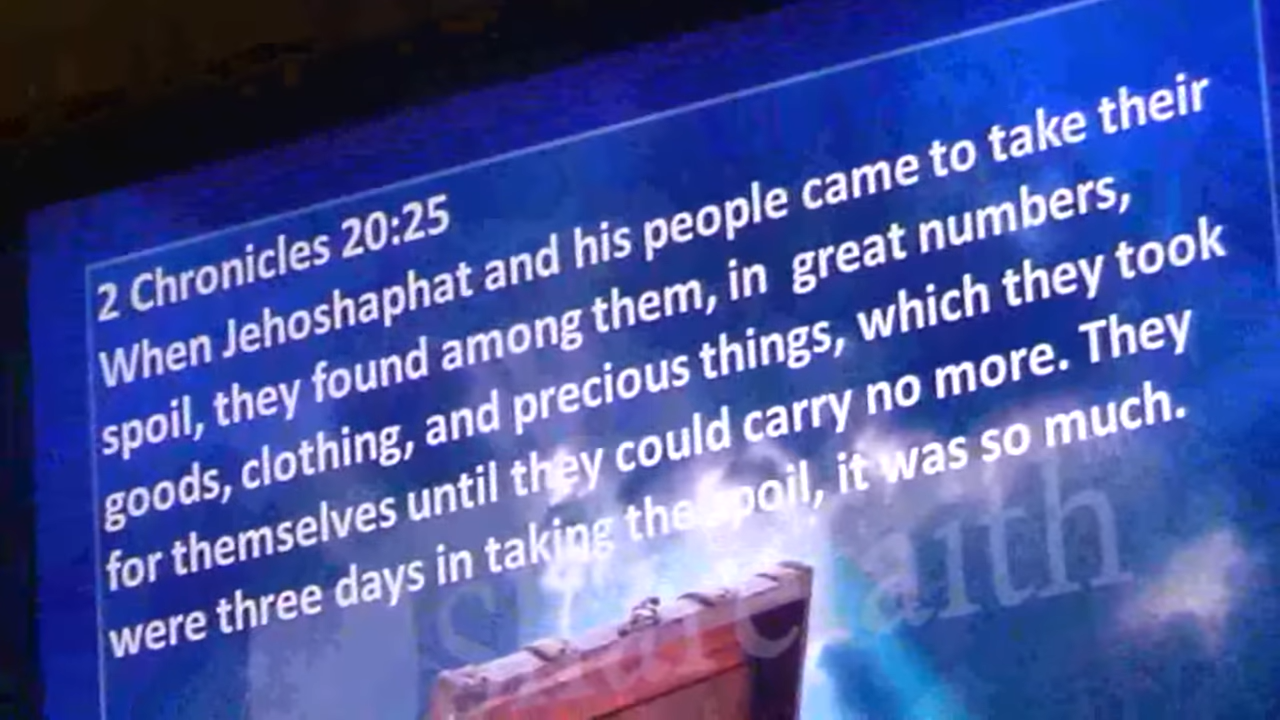 2 Chronicles 20:25
When Jehoshaphat and his people came to take their
spoil, they found among them, in  great numbers,
goods, clothing, and precious things, which they took
for themselves until they could carry no more. They
were three days in taking the spoil, it was so much.
sharefaith